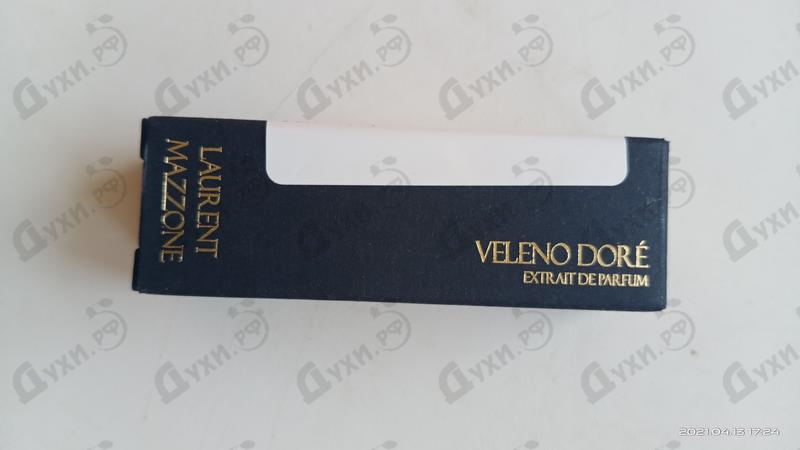 LAURENT
MAZZONE
VELENO DORÉ
EXTRAIT DE PARFUM
Духи.рф
2021.04.13 17:24